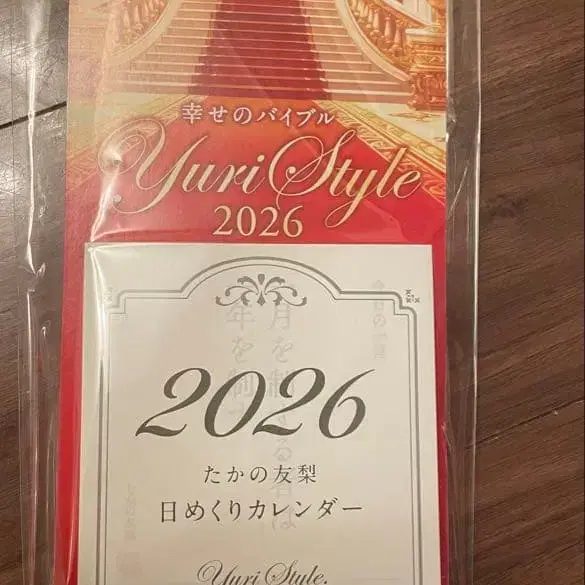 幸せのバイブル
Yuri Style
2026
2026
たかの友梨
日めくりカレンダー
Yuri Style.